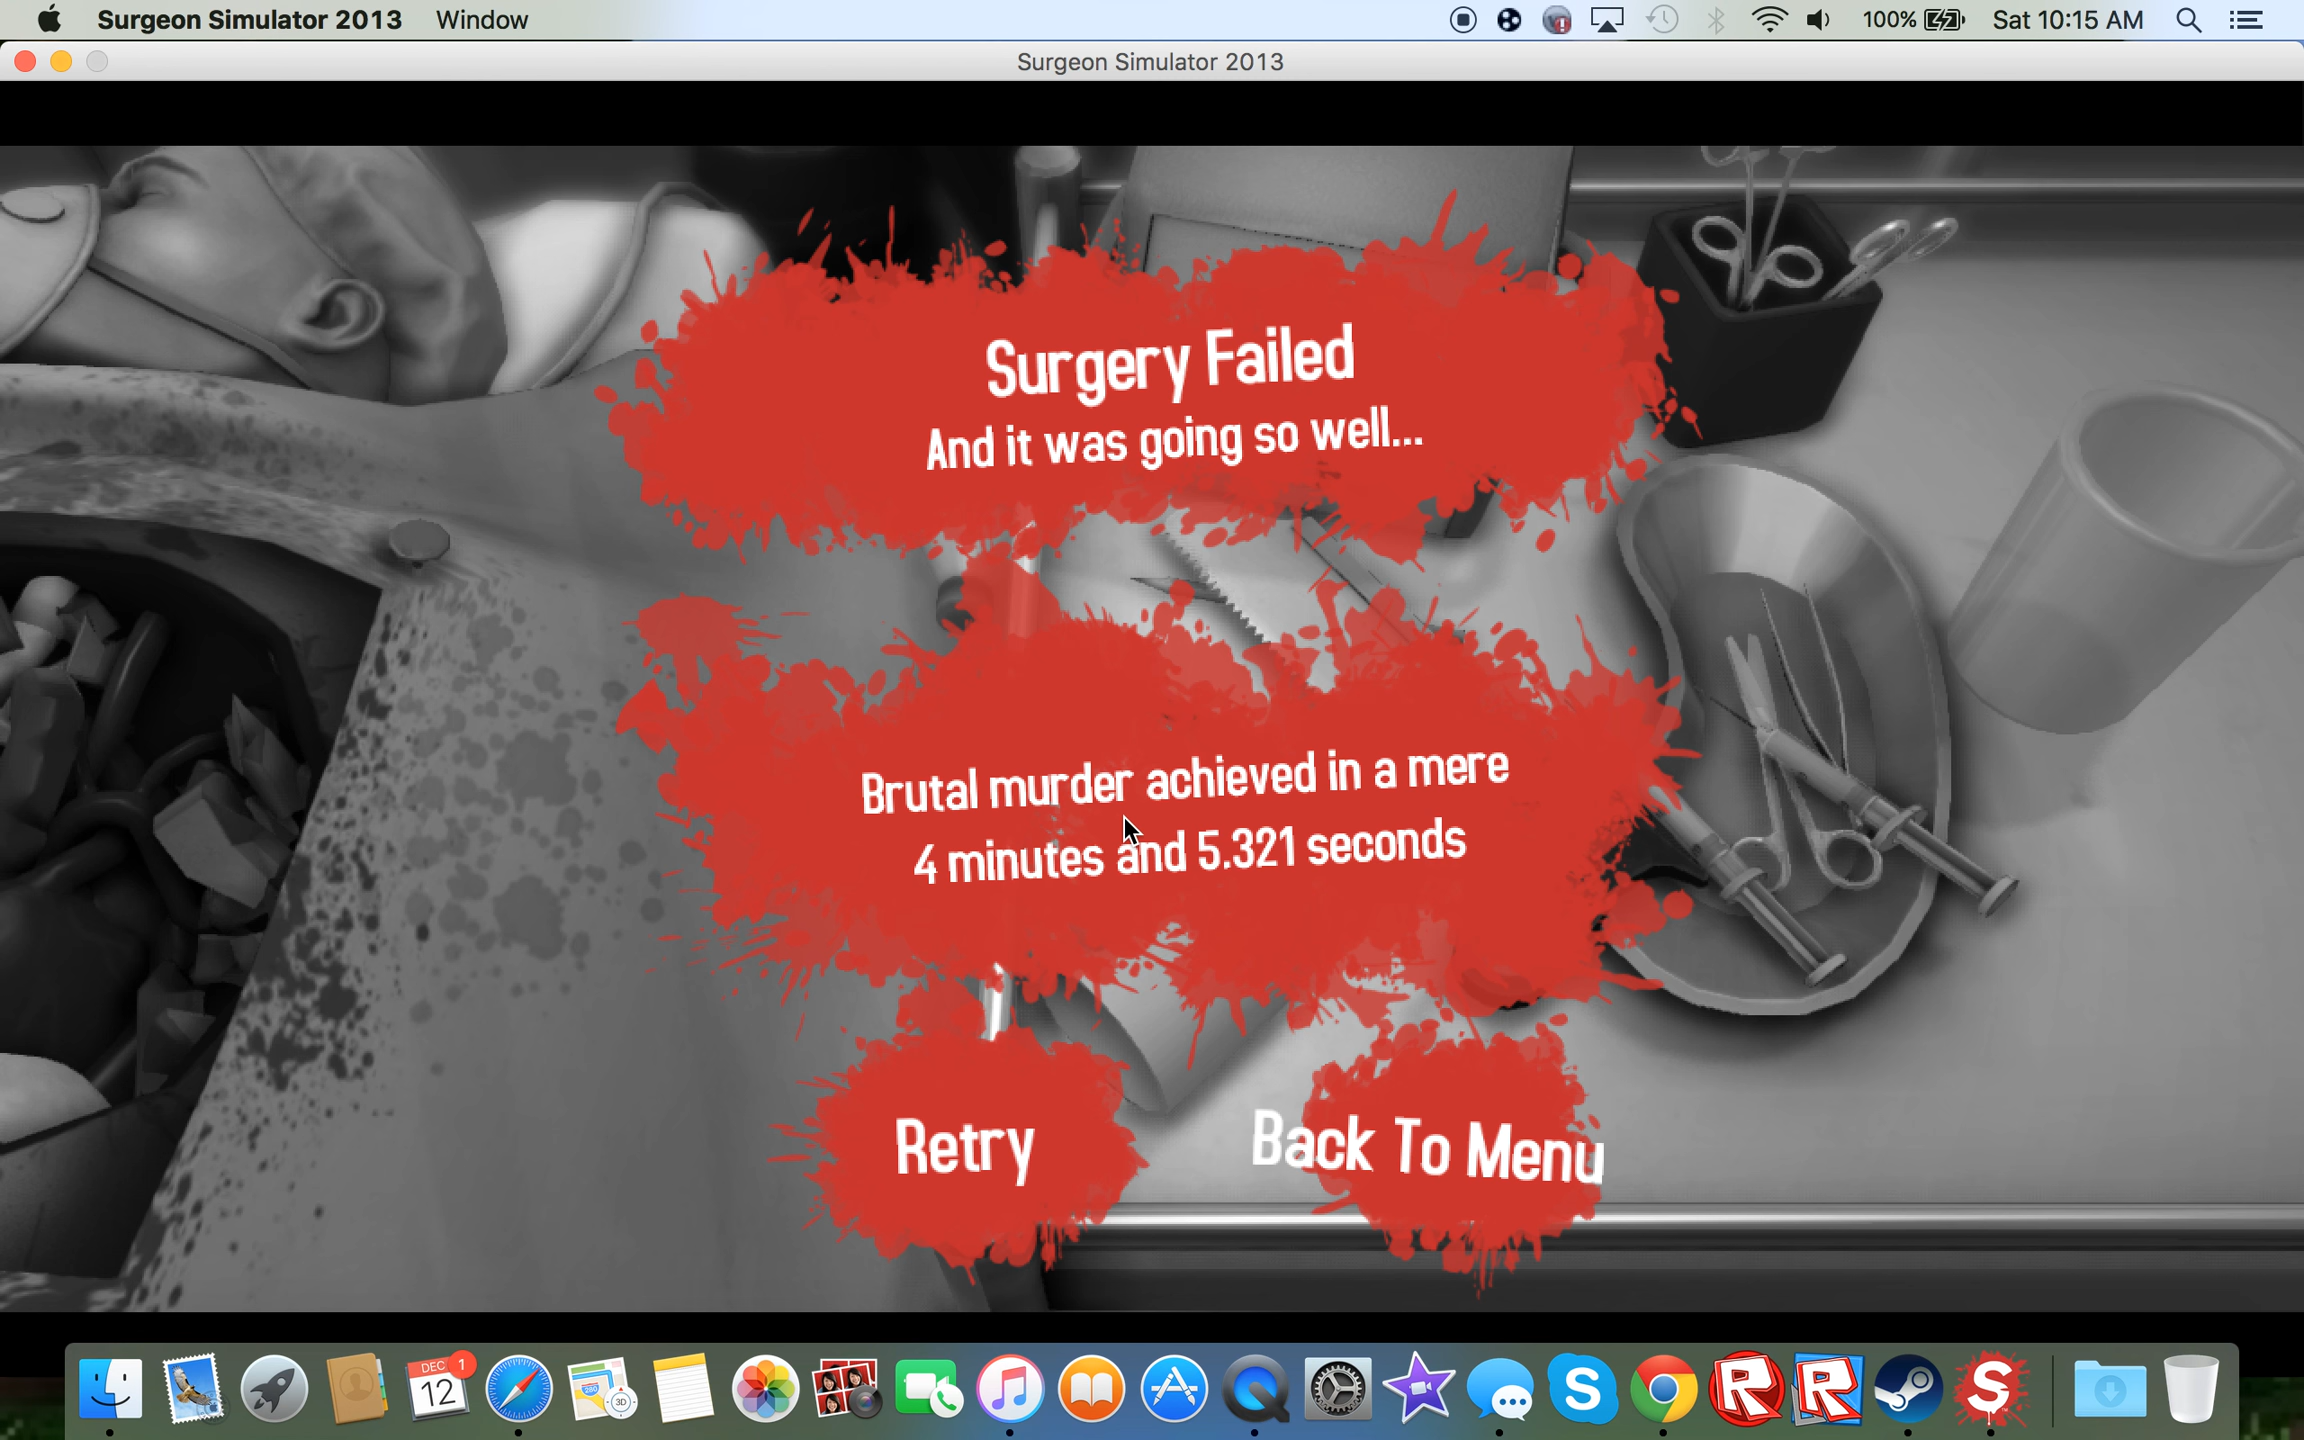 Surgeon Simulator 2013 Window 100% Sat 10:15 AM
Surgeon Simulator 2013
Surgery Failed
And it was going so well...
Brutal murder achieved in a mere
4 minutes and 5.321 seconds
Retry
Back To Menu
DEC 1
12
280
3D
S
R
R
S